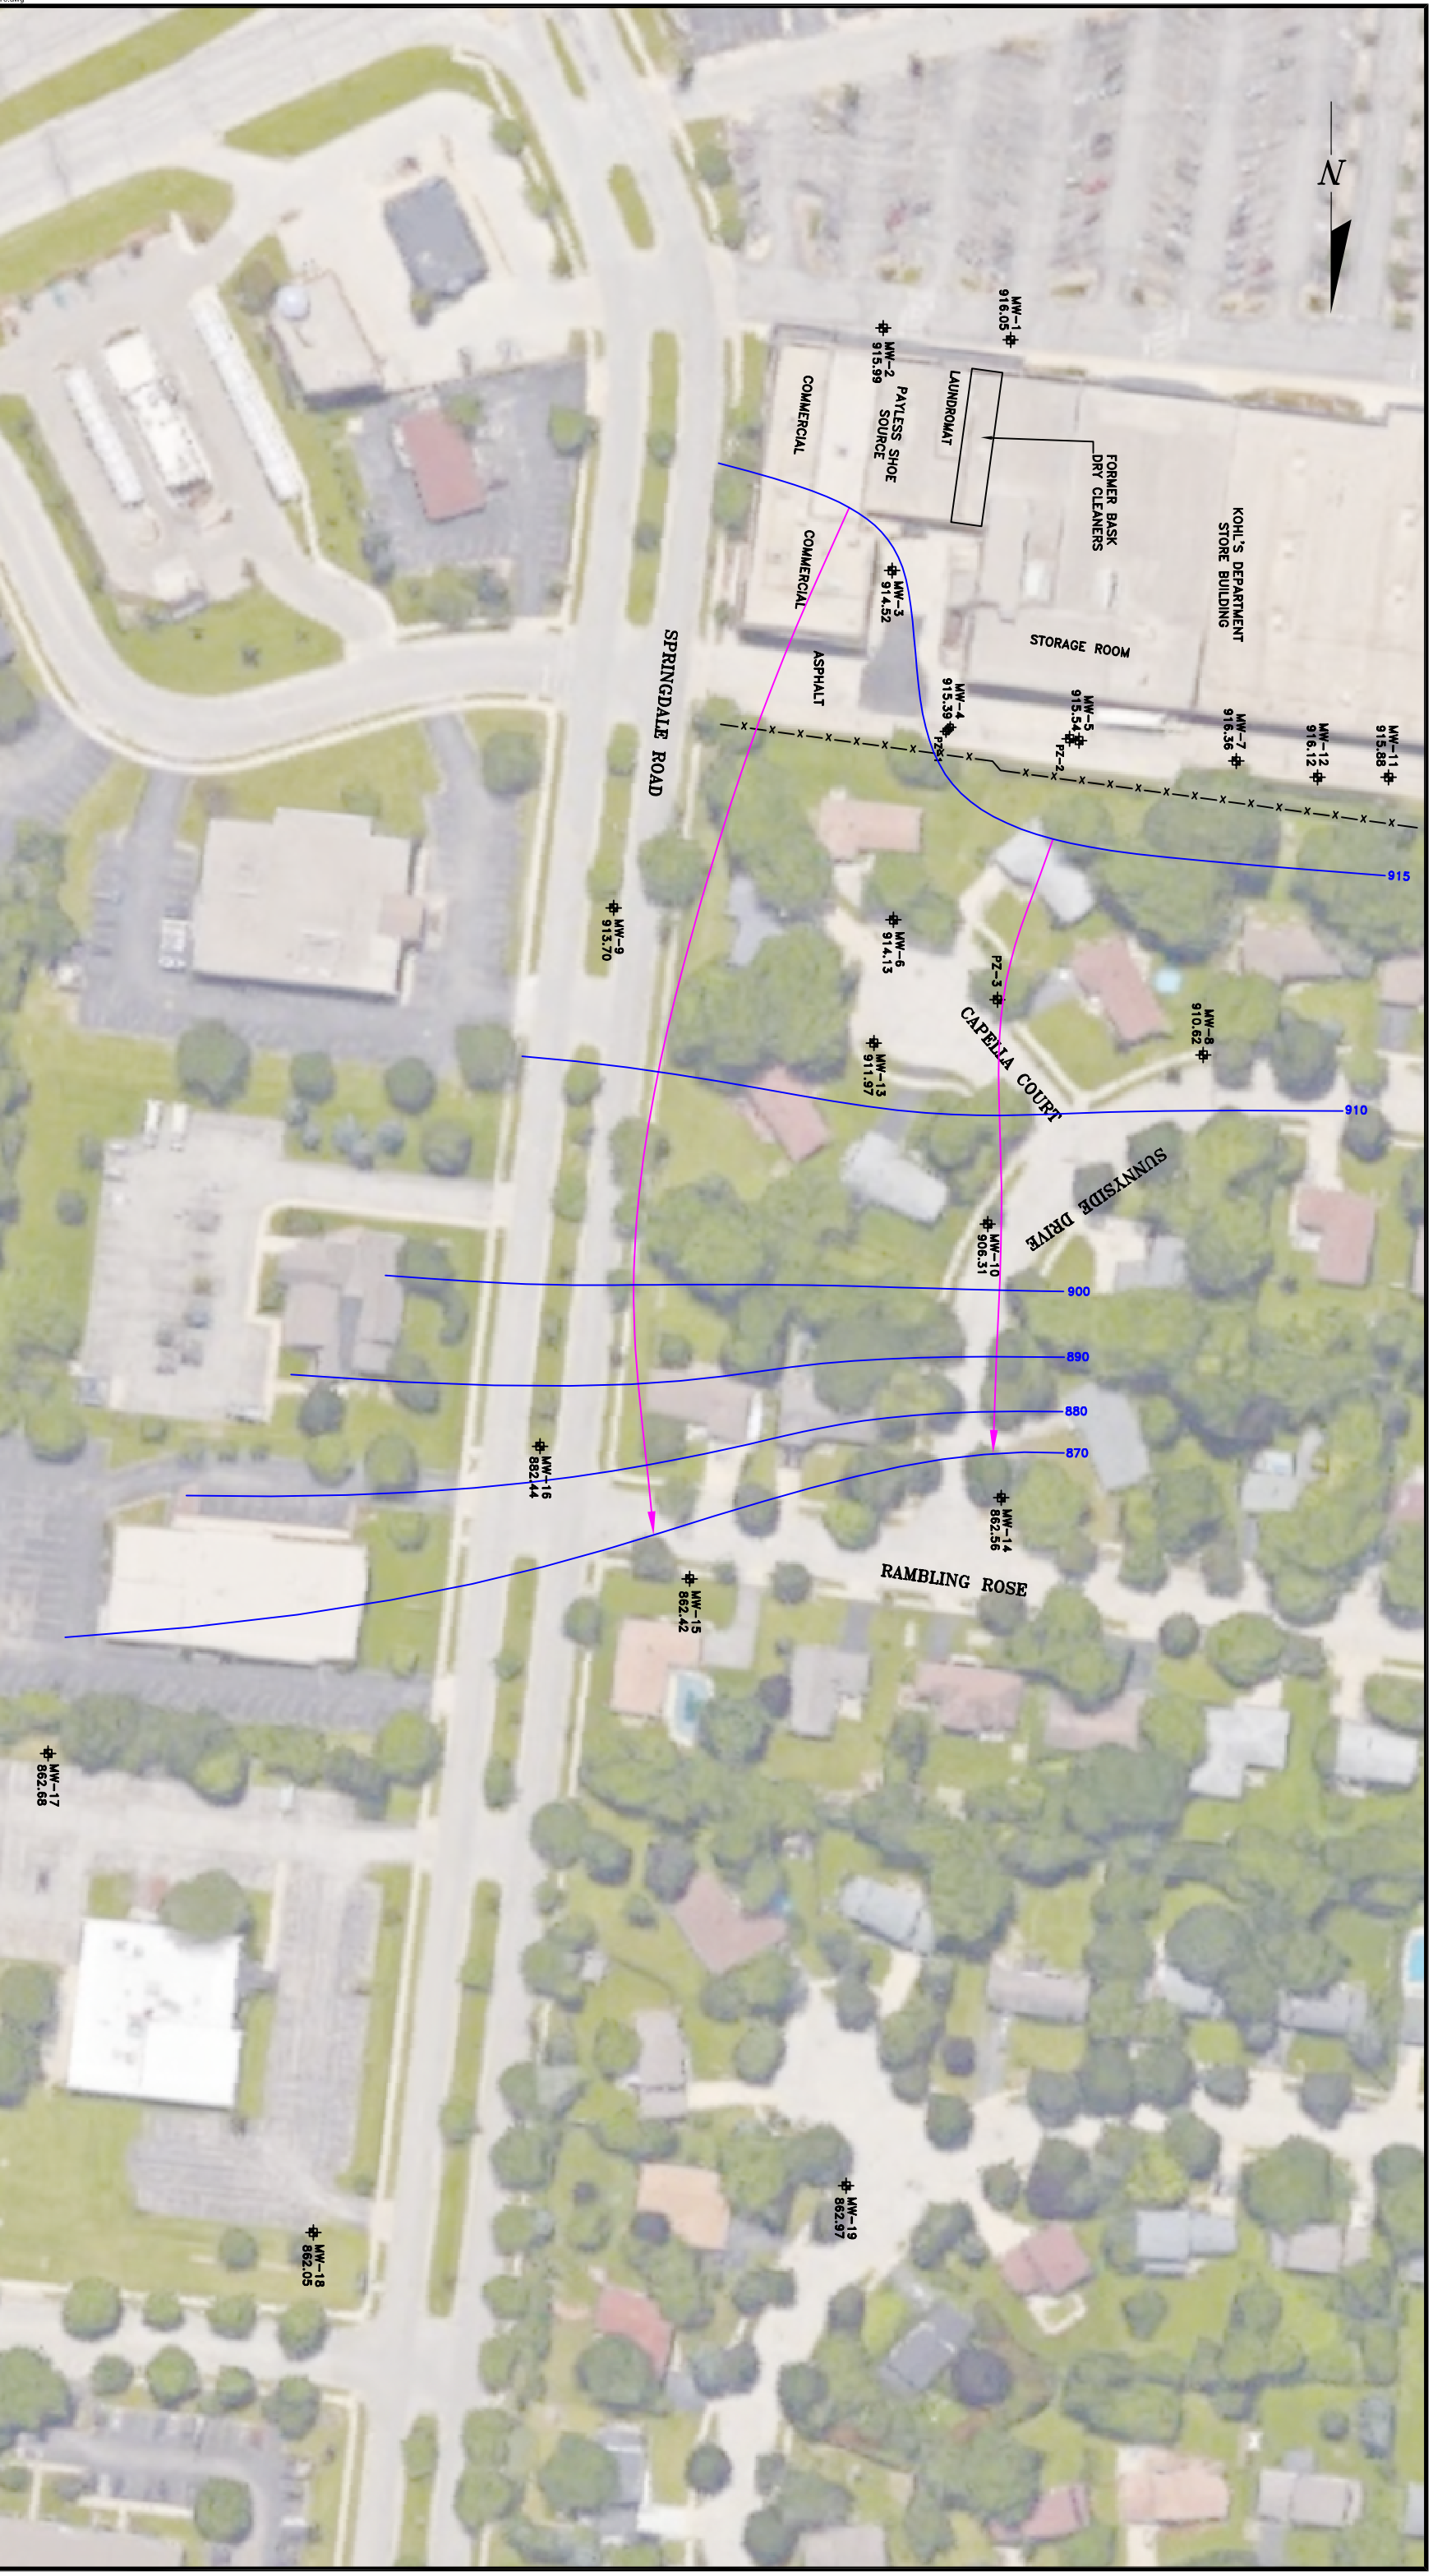 N
MW-1
916.05
MW-2
915.99
COMMERCIAL
PAYLESS SHOE
SOURCE
LAUNDROMAT
FORMER BASK
DRY CLEANERS
KOHL'S DEPARTMENT
STORE BUILDING
COMMERCIAL
MW-3
914.52
STORAGE ROOM
SPRINGDALE ROAD
ASPHALT
MW-4
915.39
PZ-1
MW-5
915.54
PZ-2
MW-7
916.36
MW-12
916.12
MW-11
915.88
915
MW-9
913.70
MW-6
914.13
PZ-3
CAPELLA COURT
MW-8
910.62
MW-13
911.97
910
SUNNYSIDE DRIVE
MW-10
906.31
900
890
880
870
MW-16
882.44
MW-14
862.56
RAMBLING ROSE
MW-15
862.42
MW-17
862.68
MW-19
862.97
MW-18
862.05